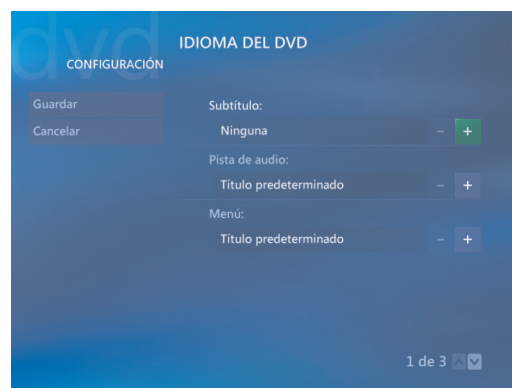 dvd
IDIOMA DEL DVD
CONFIGURACIÓN
Guardar
Cancelar
Subtítulo:
Ninguna - +
Pista de audio:
Título predeterminado - +
Menú:
Título predeterminado - +
1 de 3